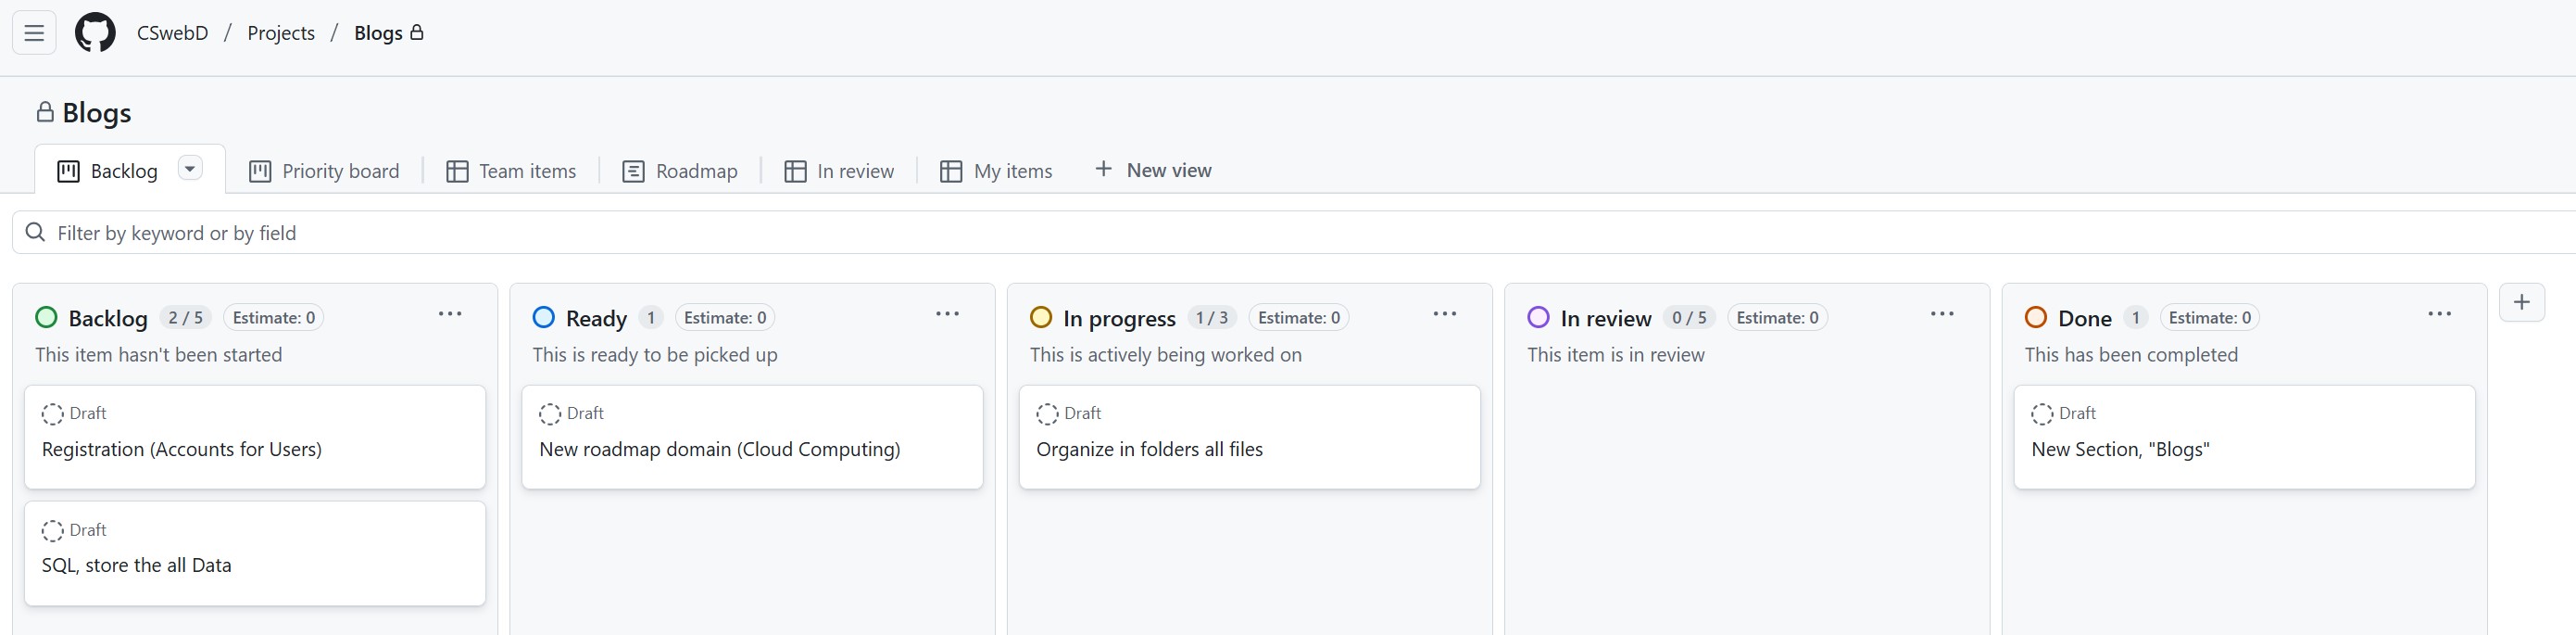 CSwebD / Projects / Blogs
Blogs
Backlog Priority board Team items Roadmap In review My items + New view
Filter by keyword or by field
Backlog 2 / 5 Estimate: 0 ...
This item hasn't been started
Draft
Registration (Accounts for Users)
Draft
SQL, store the all Data
Ready 1 Estimate: 0 ...
This is ready to be picked up
Draft
New roadmap domain (Cloud Computing)
In progress 1 / 3 Estimate: 0 ...
This is actively being worked on
Draft
Organize in folders all files
In review 0 / 5 Estimate: 0 ...
This item is in review
Done 1 Estimate: 0 ...
This has been completed
Draft
New Section, "Blogs"
+